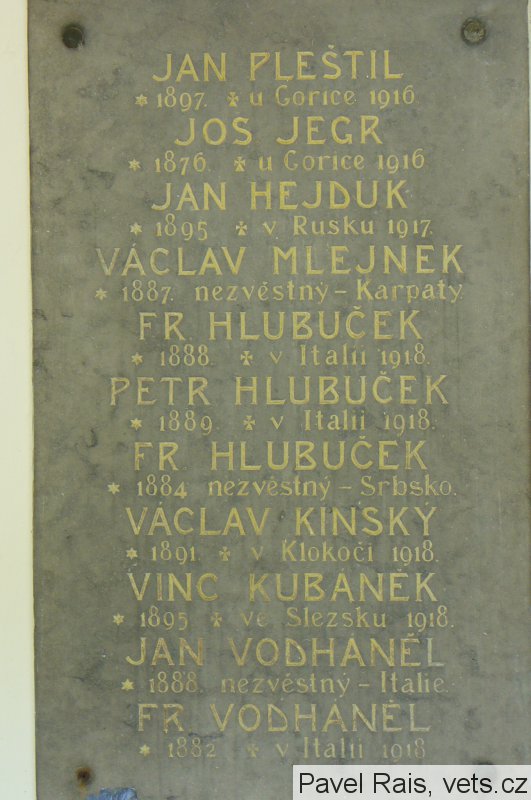 JAN PLEŠTIL
* 1897. ✠ u Gorice 1916.
JOS JEGR
* 1876. ✠ u Gorice 1916
JAN HEJDUK
* 1895 ✠ v Rusku 1917.
VÁCLAV MLEJNEK
* 1887. nezvěstný – Karpaty.
FR. HLUBUČEK
* 1888. ✠ v Italii 1918.
PETR HLUBUČEK
* 1889. ✠ v Italii 1918.
FR. HLUBUČEK
* 1884 nezvěstný – Srbsko.
VÁCLAV KINSKÝ
* 1891. ✠ v Klokočí 1918.
VINC KUBÁNĚK
* 1895 ✠ ve Slezsku 1918.
JAN VODHÁNĚL
* 1888. nezvěstný – Italie.
FR. VODHÁNĚL
* 1882 ✠ v Italii 1918
Pavel Rais, vets.cz